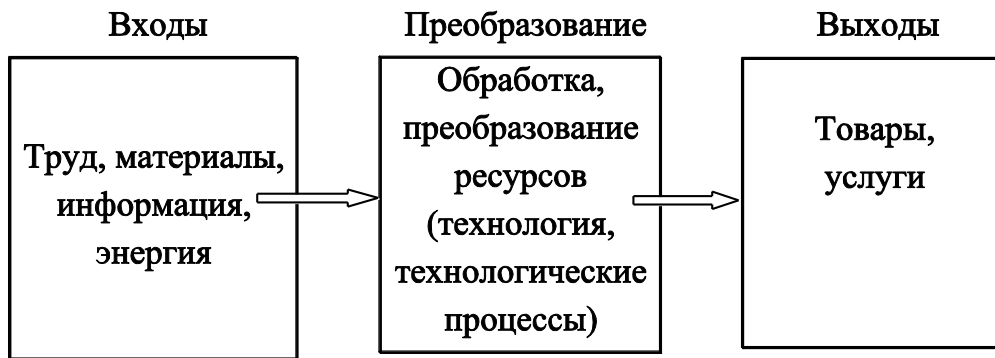 Входы
Преобразование
Выходы
Труд, материалы,
информация,
энергия
Обработка,
преобразование
ресурсов
(технология,
технологические
процессы)
Товары,
услуги